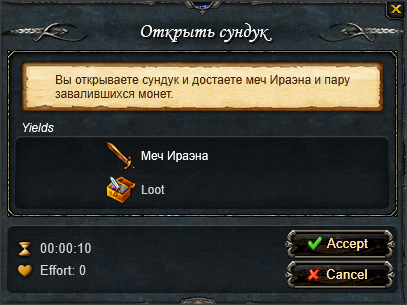 Открыть сундук
Вы открываете сундук и достаете меч Ираэна и пару
завалившихся монет.
Yields
Меч Ираэна
Loot
00:00:10
Effort: 0
Accept
Cancel